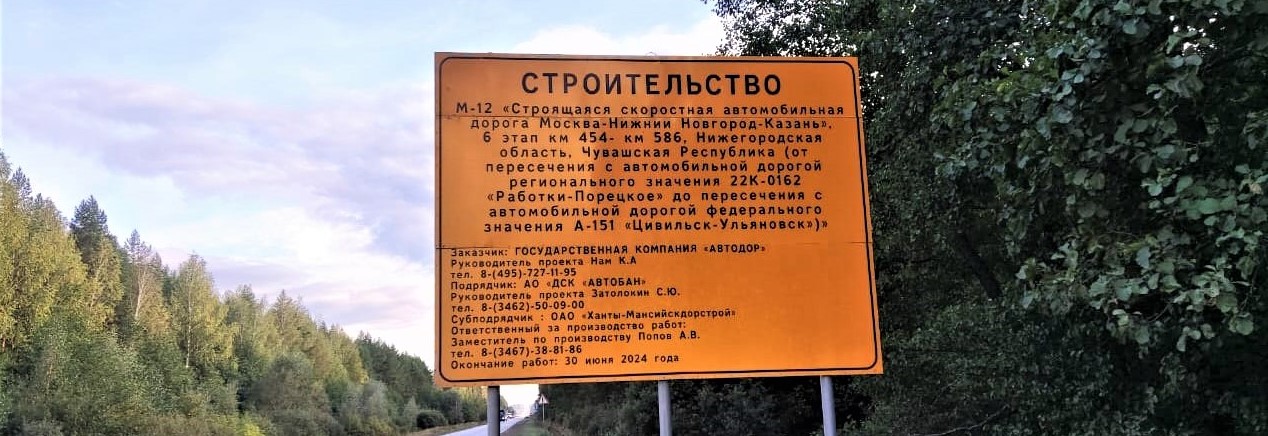 СТРОИТЕЛЬСТВО
М-12 «Строящаяся скоростная автомобильная
дорога Москва-Нижний Новгород-Казань»,
6 этап км 454- км 586, Нижегородская
область, Чувашская Республика (от
пересечения с автомобильной дорогой
регионального значения 22К-0162
«Работки-Порецкое» до пересечения с
автомобильной дорогой федерального
значения А-151 «Цивильск-Ульяновск»)»
Заказчик: ГОСУДАРСТВЕННАЯ КОМПАНИЯ «АВТОДОР»
Руководитель проекта Нам К.А
тел. 8-(495)-727-11-95
Подрядчик: АО «ДСК «АВТОБАН»
Руководитель проекта Затолокин С.Ю.
тел. 8-(3462)-50-09-00
Субподрядчик : ОАО «Ханты-Мансийскдорстрой»
Ответственный за производство работ:
Заместитель по производству Попов А.В.
тел. 8-(3467)-38-81-86
Окончание работ: 30 июня 2024 года